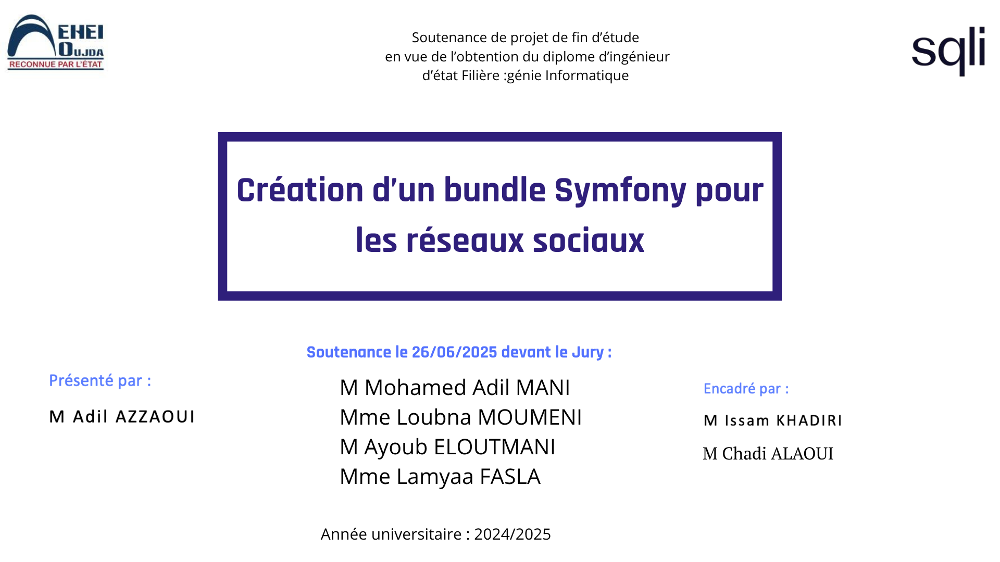 EHEI
OUJDA
RECONNUE PAR L'ÉTAT
Soutenance de projet de fin d’étude
en vue de l’obtention du diplome d’ingénieur
d’état Filière :génie Informatique
sqli
Création d’un bundle Symfony pour
les réseaux sociaux
Soutenance le 26/06/2025 devant le Jury :
M Mohamed Adil MANI
Mme Loubna MOUMENI
M Ayoub ELOUTMANI
Mme Lamyaa FASLA
Présenté par :
M Adil AZZAOUI
Encadré par :
M Issam KHADIRI
M Chadi ALAOUI
Année universitaire : 2024/2025